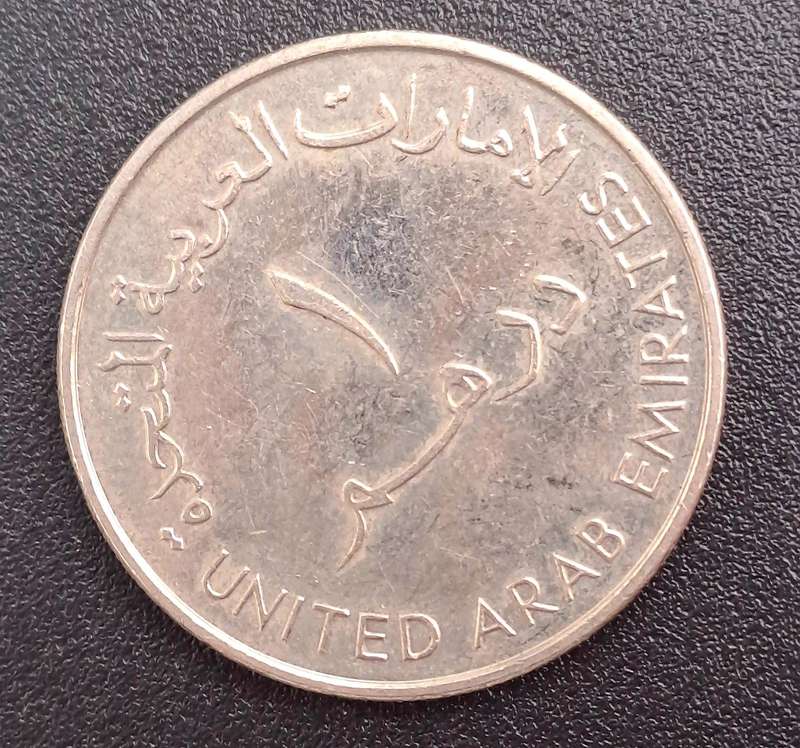 الإمارات العربية المتحدة
١
درهم
UNITED ARAB EMIRATES